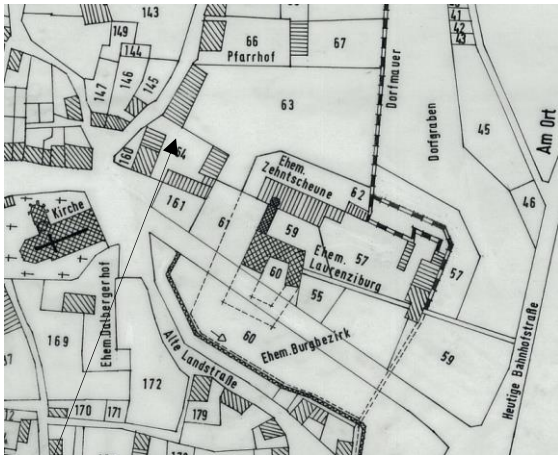 143
149
144
146
145
147
66
Pfarrhof
67
63
Dorfmauer
Dorfgraben
41
42
43
45
46
Am Ort
160
64
161
61
Ehem.
Zehntscheune
62
59
57
Ehem.
Laurenziburg
60
55
57
Kirche
Ehem. Dalbergerhof
169
172
170
171
179
Alte Landstraße
60
Ehem. Burgbezirk
59
Heutige Bahnhofstraße